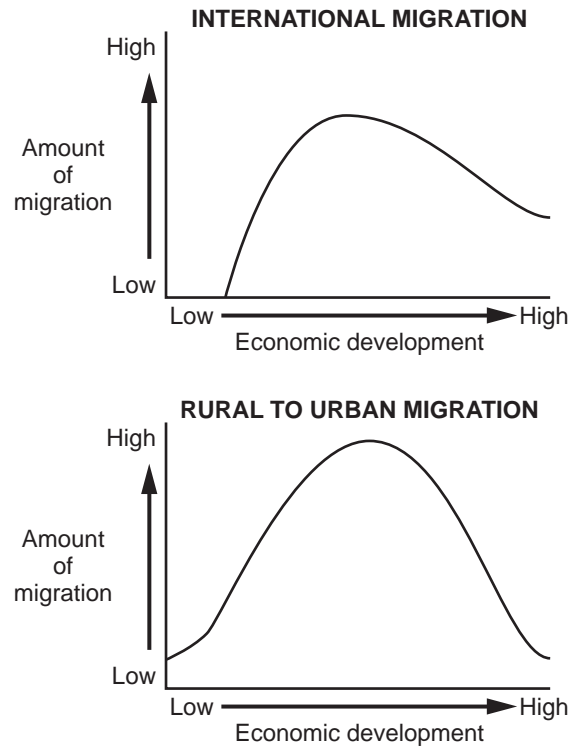 INTERNATIONAL MIGRATION
High
Amount
of
migration
Low
Low High
Economic development
RURAL TO URBAN MIGRATION
High
Amount
of
migration
Low
Low High
Economic development